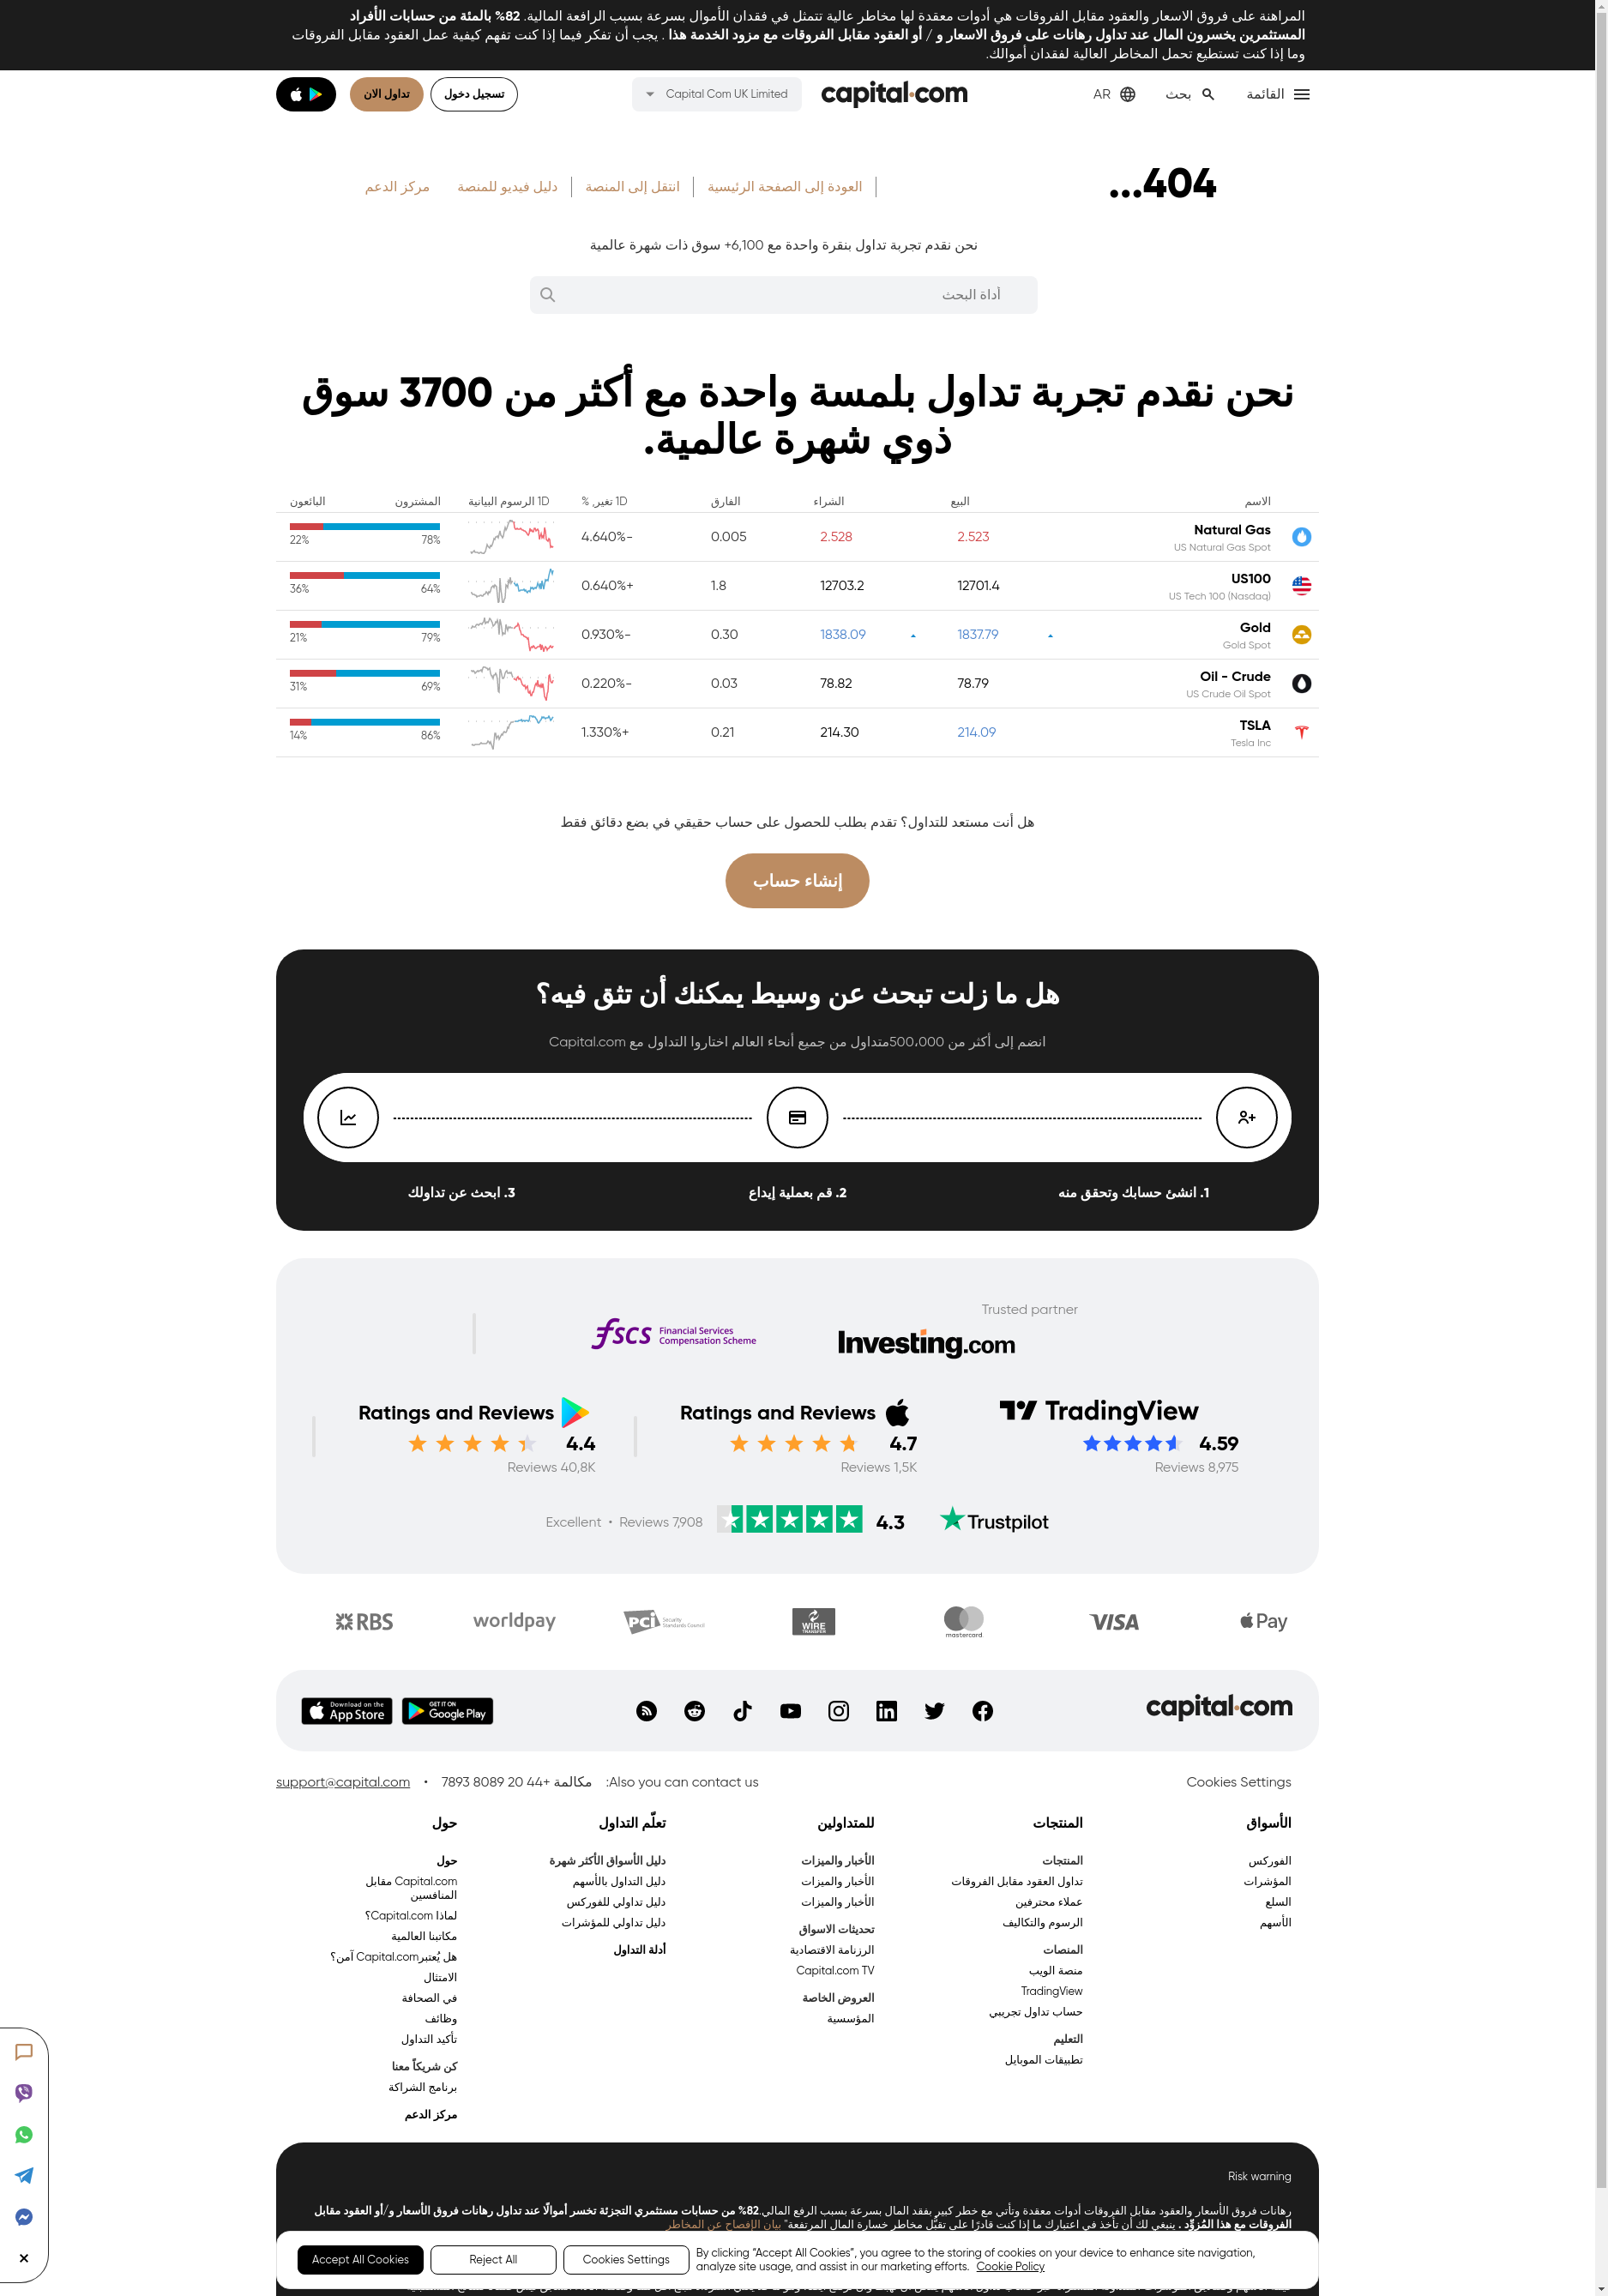 المراهنة على فروق الاسعار والعقود مقابل الفروقات هي أدوات معقدة لها مخاطر عالية تتمثل في فقدان الأموال بسرعة بسبب الرافعة المالية. 82% بالمئة من حسابات الأفراد
المستثمرين يخسرون المال عند تداول رهانات على فروق الاسعار و / أو العقود مقابل الفروقات مع مزود الخدمة هذا . يجب أن تفكر فيما إذا كنت تفهم كيفية عمل العقود مقابل الفروقات
وما إذا كنت تستطيع تحمل المخاطر العالية لفقدان أموالك.
القائمة
بحث
AR
capital.com
Capital Com UK Limited
تسجيل دخول
تداول الان
404...
العودة إلى الصفحة الرئيسية
انتقل إلى المنصة
دليل فيديو للمنصة
مركز الدعم
نحن نقدم تجربة تداول بنقرة واحدة مع 6,100+ سوق ذات شهرة عالمية
أداة البحث
نحن نقدم تجربة تداول بلمسة واحدة مع أكثر من 3700 سوق
ذوي شهرة عالمية.
الاسم البيع الشراء الفارق 1D تغير, % 1D الرسوم البيانية المشترون البائعون
Natural Gas
US Natural Gas Spot
2.523 2.528 0.005 4.640%- 78% 22%
US100
US Tech 100 (Nasdaq)
12701.4 12703.2 1.8 0.640%+ 64% 36%
Gold
Gold Spot
1837.79 1838.09 0.30 0.930%- 79% 21%
Oil - Crude
US Crude Oil Spot
78.79 78.82 0.03 0.220%- 69% 31%
TSLA
Tesla Inc
214.09 214.30 0.21 1.330%+ 86% 14%
هل أنت مستعد للتداول؟ تقدم بطلب للحصول على حساب حقيقي في بضع دقائق فقط
إنشاء حساب
هل ما زلت تبحث عن وسيط يمكنك أن تثق فيه؟
انضم إلى أكثر من 500،000متداول من جميع أنحاء العالم اختاروا التداول مع Capital.com
1. انشئ حسابك وتحقق منه
2. قم بعملية إيداع
3. ابحث عن تداولك
Trusted partner
Investing.com
fscs Financial Services
Compensation Scheme
TradingView
4.59
Reviews 8,975
Ratings and Reviews
4.7
Reviews 1,5K
Ratings and Reviews
4.4
Reviews 40,8K
Trustpilot
4.3
Excellent • Reviews 7,908
Pay
VISA
mastercard.
WIRE
TRANSFER
PCI Security
Standards Council
worldpay
RBS
capital.com
GET IT ON
Google Play
Download on the
App Store
Cookies Settings
Also you can contact us:
مكالمة +44 20 8089 7893
•
support@capital.com
الأسواق
الفوركس
المؤشرات
السلع
الأسهم
المنتجات
المنتجات
تداول العقود مقابل الفروقات
عملاء محترفين
الرسوم والتكاليف
المنصات
منصة الويب
TradingView
حساب تداول تجريبي
التعليم
تطبيقات الموبايل
للمتداولين
الأخبار والميزات
الأخبار والميزات
الأخبار والميزات
تحديثات الاسواق
الرزنامة الاقتصادية
Capital.com TV
العروض الخاصة
المؤسسية
تعلّم التداول
دليل الأسواق الأكثر شهرة
دليل التداول بالأسهم
دليل تداولي للفوركس
دليل تداولي للمؤشرات
أدلة التداول
حول
حول
Capital.com مقابل
المنافسين
لماذا Capital.com؟
مكاتبنا العالمية
هل يُعتبرCapital.com آمن؟
الامتثال
في الصحافة
وظائف
تأكيد التداول
كن شريكاً معنا
برنامج الشراكة
مركز الدعم
Risk warning
رهانات فروق الأسعار والعقود مقابل الفروقات أدوات معقدة وتأتي مع خطر كبير بفقد المال بسرعة بسبب الرفع المالي.82% من حسابات مستثمري التجزئة تخسر أموالًا عند تداول رهانات فروق الأسعار و/أو العقود مقابل
الفروقات مع هذا المُزوِّد . ينبغي لك أن تأخذ في اعتبارك ما إذا كنت قادرًا على تقبُّل مخاطر خسارة المال المرتفعة" بيان الإفصاح عن المخاطر
By clicking “Accept All Cookies”, you agree to the storing of cookies on your device to enhance site navigation,
analyze site usage, and assist in our marketing efforts. Cookie Policy
Cookies Settings
Reject All
Accept All Cookies